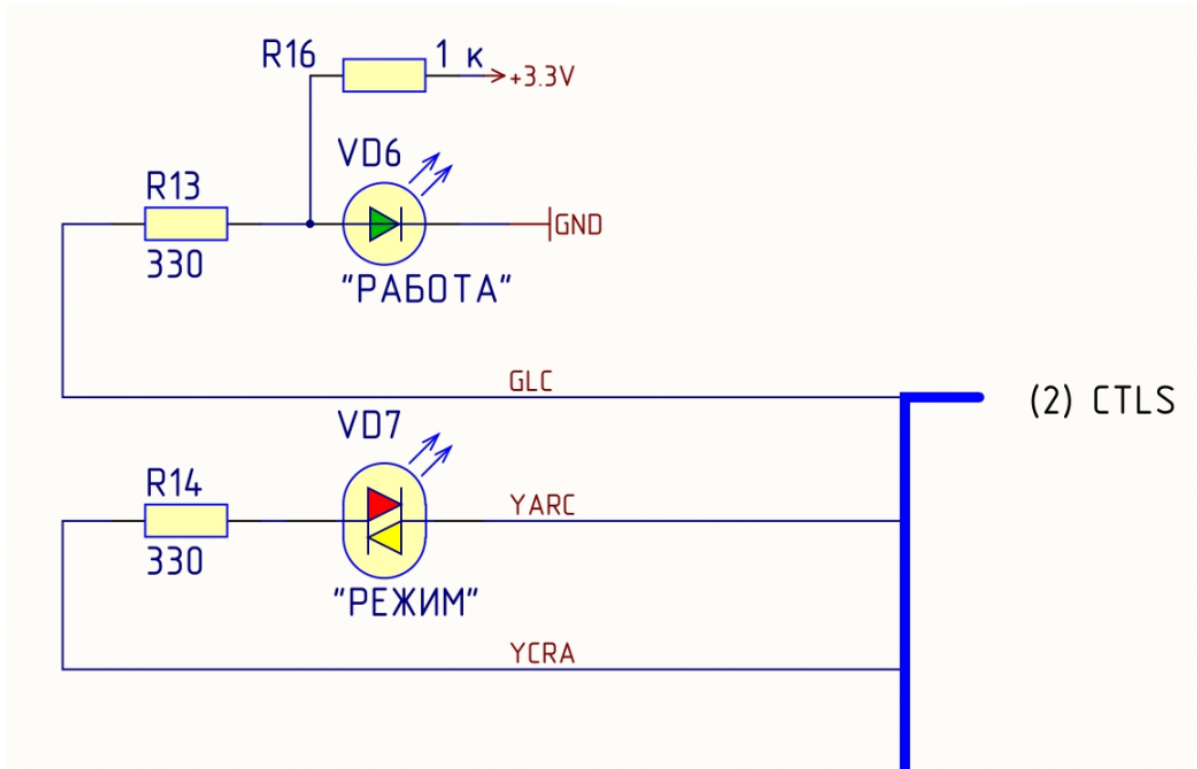 R16 1 к
+3.3V
VD6
R13
GND
330
"РАБОТА"
GLC
(2) CTLS
VD7
R14
YARC
330
"РЕЖИМ"
YCRA